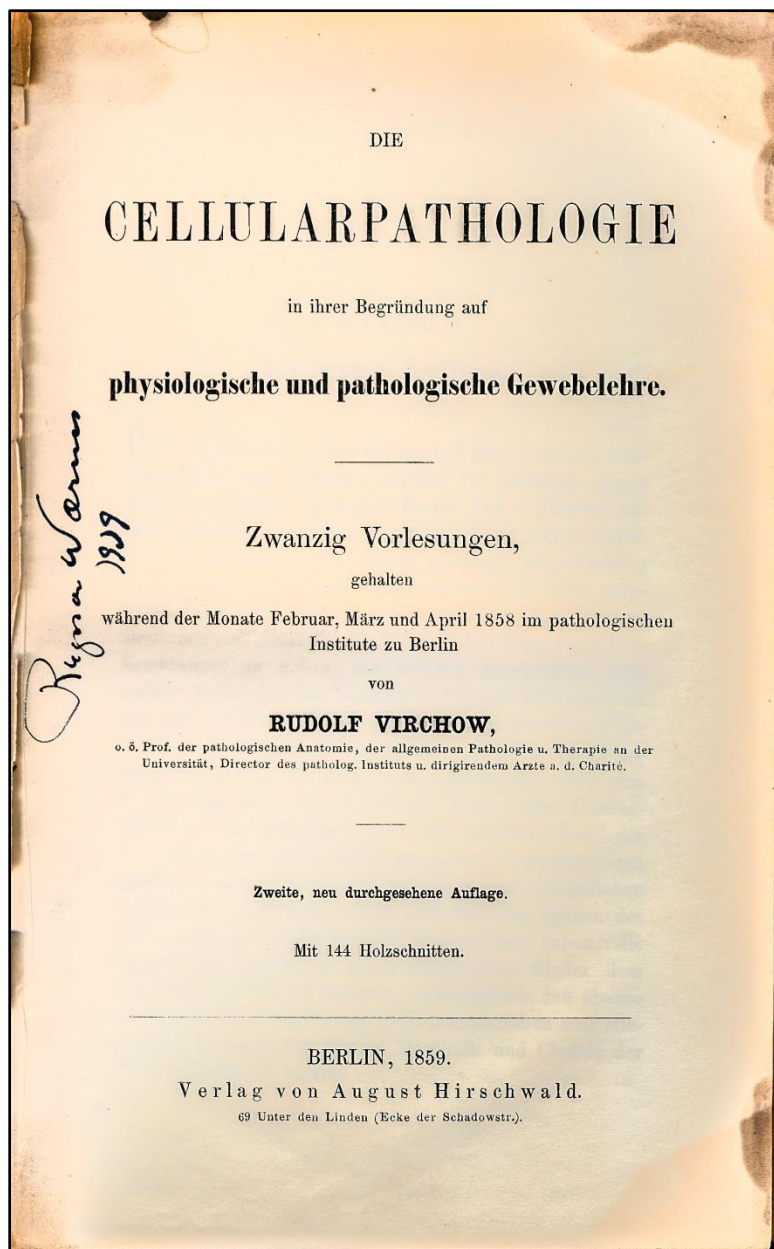 DIE
CELLULARPATHOLOGIE
in ihrer Begründung auf
physiologische und pathologische Gewebelehre.
Zwanzig Vorlesungen,
gehalten
während der Monate Februar, März und April 1858 im pathologischen
Institute zu Berlin
von
RUDOLF VIRCHOW,
o. ö. Prof. der pathologischen Anatomie, der allgemeinen Pathologie u. Therapie an der
Universität, Director des patholog. Instituts u. dirigirendem Arzte a. d. Charité.
Zweite, neu durchgesehene Auflage.
Mit 144 Holzschnitten.
BERLIN, 1859.
Verlag von August Hirschwald.
69 Unter den Linden (Ecke der Schadowstr.).